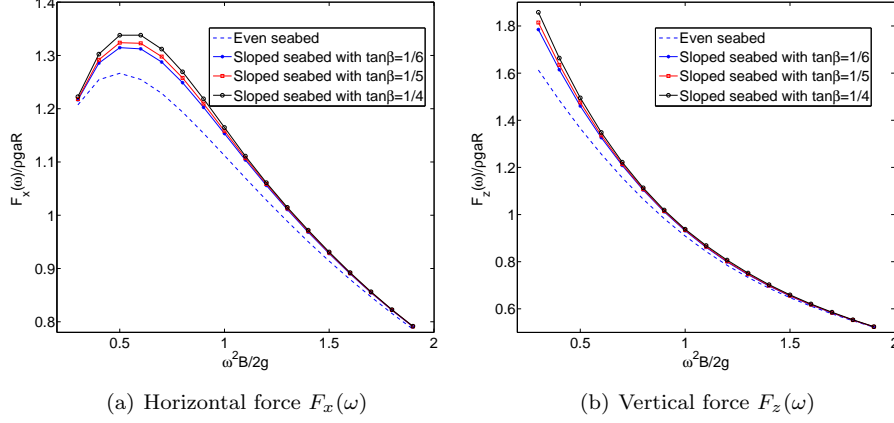 1.4
1.3
1.2
1.1
1
0.9
0.8
F_x(ω)/ρgaR
0.5
1
1.5
2
ω²B/2g
Even seabed
Sloped seabed with tanβ=1/6
Sloped seabed with tanβ=1/5
Sloped seabed with tanβ=1/4
(a) Horizontal force F_x(ω)
1.8
1.6
1.4
1.2
1
0.8
0.6
F_z(ω)/ρgaR
0.5
1
1.5
2
ω²B/2g
Even seabed
Sloped seabed with tanβ=1/6
Sloped seabed with tanβ=1/5
Sloped seabed with tanβ=1/4
(b) Vertical force F_z(ω)